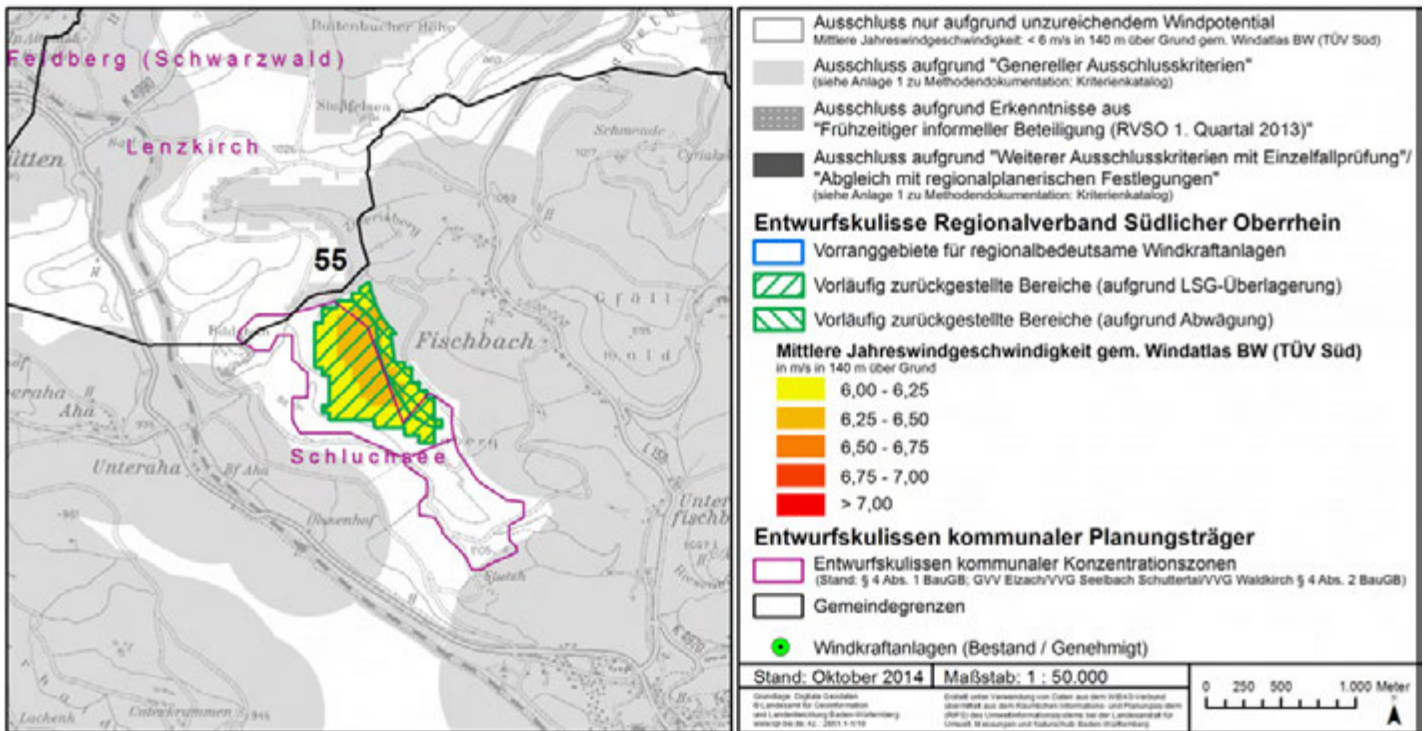 Feldberg (Schwarzwald)
Lenzkirch
55
Fischbach
Schluchsee
Unteraha
Bf Aha
Aha
Unterkrummen
Ausschluss nur aufgrund unzureichendem Windpotential
Mittlere Jahreswindgeschwindigkeit: < 6 m/s in 140 m über Grund gem. Windatlas BW (TÜV Süd)
Ausschluss aufgrund "Genereller Ausschlusskriterien"
(siehe Anlage 1 zu Methodendokumentation: Kriterienkatalog)
Ausschluss aufgrund Erkenntnisse aus
"Frühzeitiger informeller Beteiligung (RVSO 1. Quartal 2013)"
Ausschluss aufgrund "Weiterer Ausschlusskriterien mit Einzelfallprüfung"/
"Abgleich mit regionalplanerischen Festlegungen"
(siehe Anlage 1 zu Methodendokumentation: Kriterienkatalog)
Entwurfskulisse Regionalverband Südlicher Oberrhein
Vorranggebiete für regionalbedeutsame Windkraftanlagen
Vorläufig zurückgestellte Bereiche (aufgrund LSG-Überlagerung)
Vorläufig zurückgestellte Bereiche (aufgrund Abwägung)
Mittlere Jahreswindgeschwindigkeit gem. Windatlas BW (TÜV Süd)
in m/s in 140 m über Grund
6,00 - 6,25
6,25 - 6,50
6,50 - 6,75
6,75 - 7,00
> 7,00
Entwurfskulissen kommunaler Planungsträger
Entwurfskulissen kommunaler Konzentrationszonen
(Stand: § 4 Abs. 1 BauGB; GVV Elzach/VVG Seelbach Schuttertal/VVG Waldkirch § 4 Abs. 2 BauGB)
Gemeindegrenzen
Windkraftanlagen (Bestand / Genehmigt)
Stand: Oktober 2014
Maßstab: 1 : 50.000
0 250 500 1.000 Meter